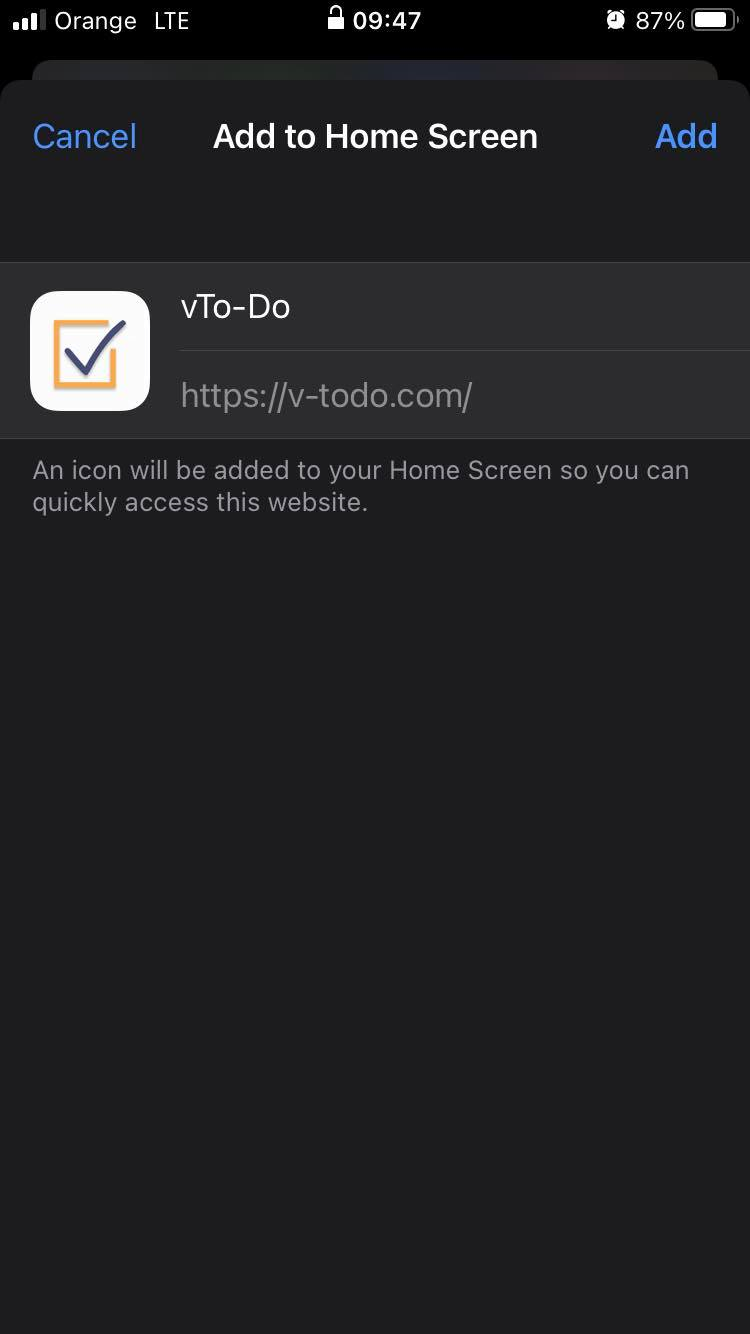 Orange LTE 09:47 87%
Cancel Add to Home Screen Add
vTo-Do
https://v-todo.com/
An icon will be added to your Home Screen so you can
quickly access this website.